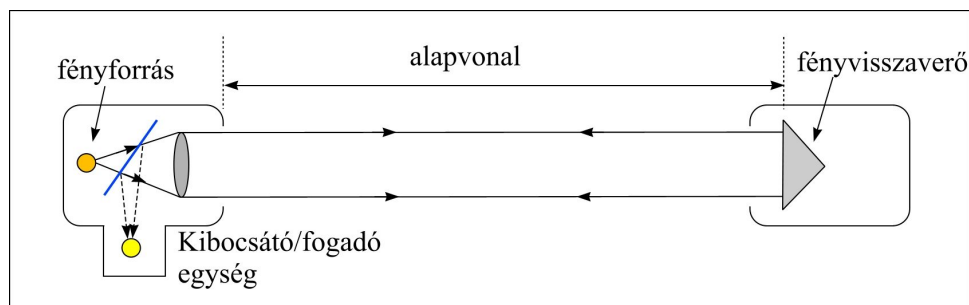 fényforrás
alapvonal
fényvisszaverő
Kibocsátó/fogadó
egység